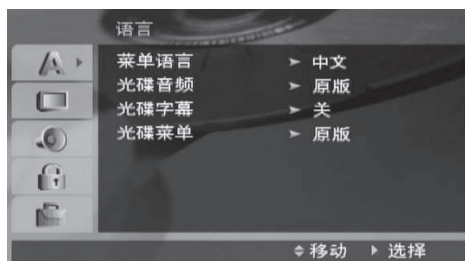 语言
菜单语言 ➢ 中文
光碟音频 ➢ 原版
光碟字幕 ➢ 关
光碟菜单 ➢ 原版
移动 选择